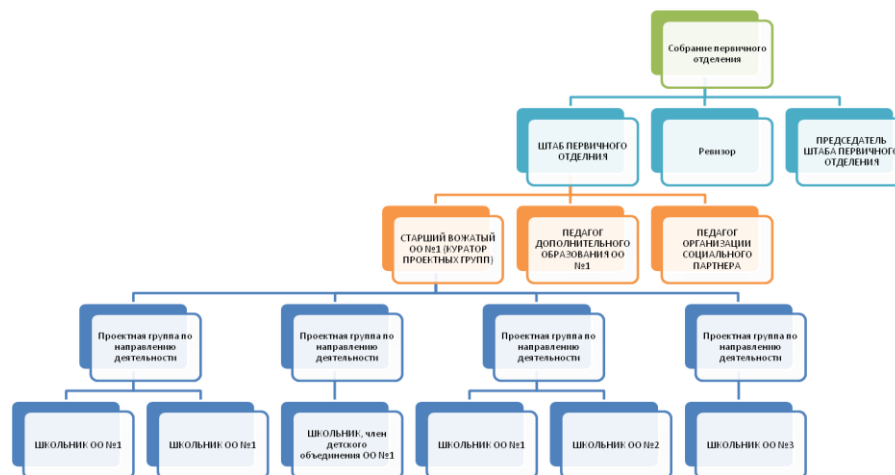 Собрание первичного
отделения
ШТАБ ПЕРВИЧНОГО
ОТДЕЛНИЯ
Ревизор
ПРЕДСЕДАТЕЛЬ
ШТАБА ПЕРВИЧНОГО
ОТДЕЛЕНИЯ
СТАРШИЙ ВОЖАТЫЙ
ОО №1 (КУРАТОР
ПРОЕКТНЫХ ГРУПП)
ПЕДАГОГ
ДОПОЛНИТЕЛЬНОГО
ОБРАЗОВАНИЯ ОО
№1
ПЕДАГОГ
ОРГАНИЗАЦИИ
СОЦИАЛЬНОГО
ПАРТНЕРА
Проектная группа по
направлению
деятельности
Проектная группа по
направлению
деятельности
Проектная группа по
направлению
деятельности
Проектная группа по
направлению
деятельности
ШКОЛЬНИК ОО №1
ШКОЛЬНИК ОО №1
ШКОЛЬНИК, член
детского
объединения ОО №1
ШКОЛЬНИК ОО №1
ШКОЛЬНИК ОО №2
ШКОЛЬНИК ОО №3